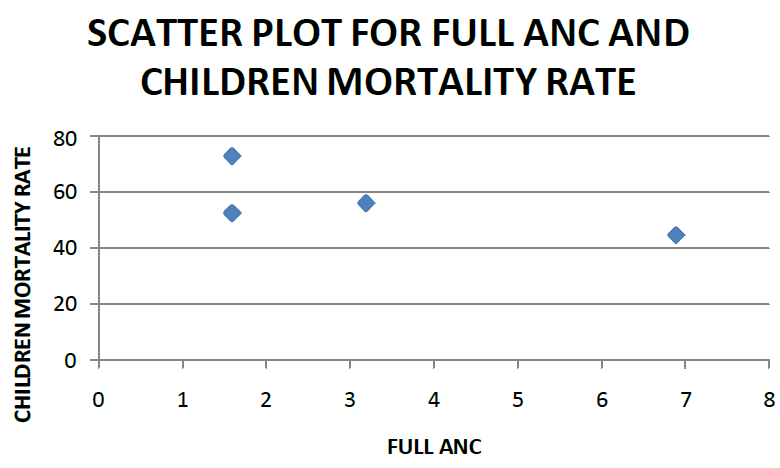 SCATTER PLOT FOR FULL ANC AND
CHILDREN MORTALITY RATE
CHILDREN MORTALITY RATE
80
60
40
20
0
0 1 2 3 4 5 6 7 8
FULL ANC